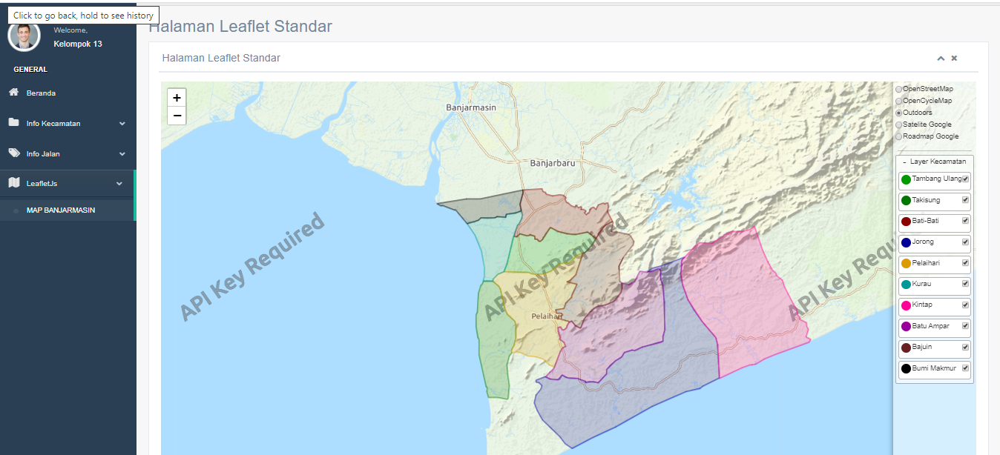 Click to go back, hold to see history
Welcome,
Kelompok 13
GENERAL
Beranda
Info Kecamatan
Info Jalan
LeafletJs
MAP BANJARMASIN
Halaman Leaflet Standar
Halaman Leaflet Standar
+
−
Banjarmasin
Banjarbaru
Pelaihari
API Key Required
API Key Required
API Key Requ
OpenStreetMap
OpenCycleMap
Outdoors
Satelite Google
Roadmap Google
- Layer Kecamatan
Tambang Ulang
Takisung
Bati-Bati
Jorong
Pelaihari
Kurau
Kintap
Batu Ampar
Bajuin
Bumi Makmur